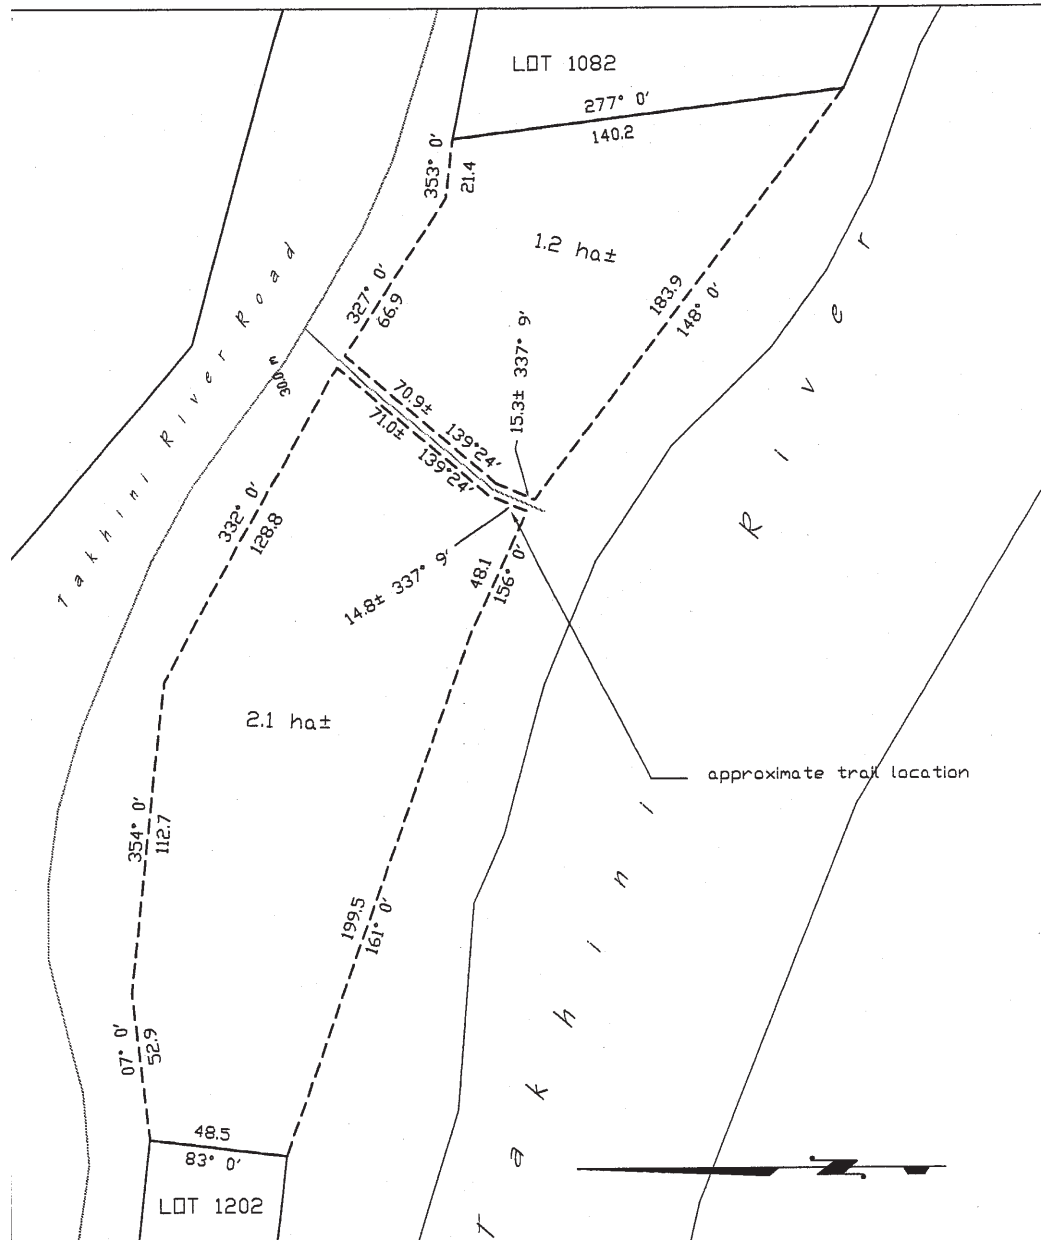 LOT 1082
277° 0'
140.2
353° 0'
21.4
1.2 ha±
327° 0'
66.9
183.9
148° 0'
Takhini River Road
30.0 m
70.9±
139°24'
71.0±
139°24'
15.3± 337° 9'
14.8± 337° 9'
332° 0'
128.8
48.1
156° 0'
2.1 ha±
approximate trail location
354° 0'
112.7
199.5
161° 0'
07° 0'
52.9
48.5
83° 0'
LOT 1202
Takhini River
N